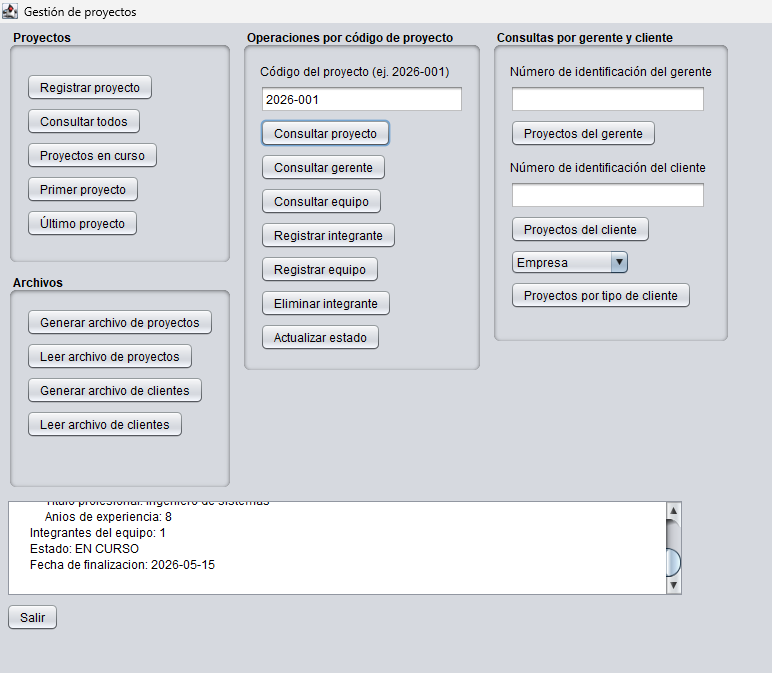 Gestión de proyectos
Proyectos
Registrar proyecto
Consultar todos
Proyectos en curso
Primer proyecto
Último proyecto
Archivos
Generar archivo de proyectos
Leer archivo de proyectos
Generar archivo de clientes
Leer archivo de clientes
Operaciones por código de proyecto
Código del proyecto (ej. 2026-001)
2026-001
Consultar proyecto
Consultar gerente
Consultar equipo
Registrar integrante
Registrar equipo
Eliminar integrante
Actualizar estado
Consultas por gerente y cliente
Número de identificación del gerente
Proyectos del gerente
Número de identificación del cliente
Proyectos del cliente
Empresa
Proyectos por tipo de cliente
Titulo profesional: Ingeniero de sistemas
Anios de experiencia: 8
Integrantes del equipo: 1
Estado: EN CURSO
Fecha de finalizacion: 2026-05-15
Salir